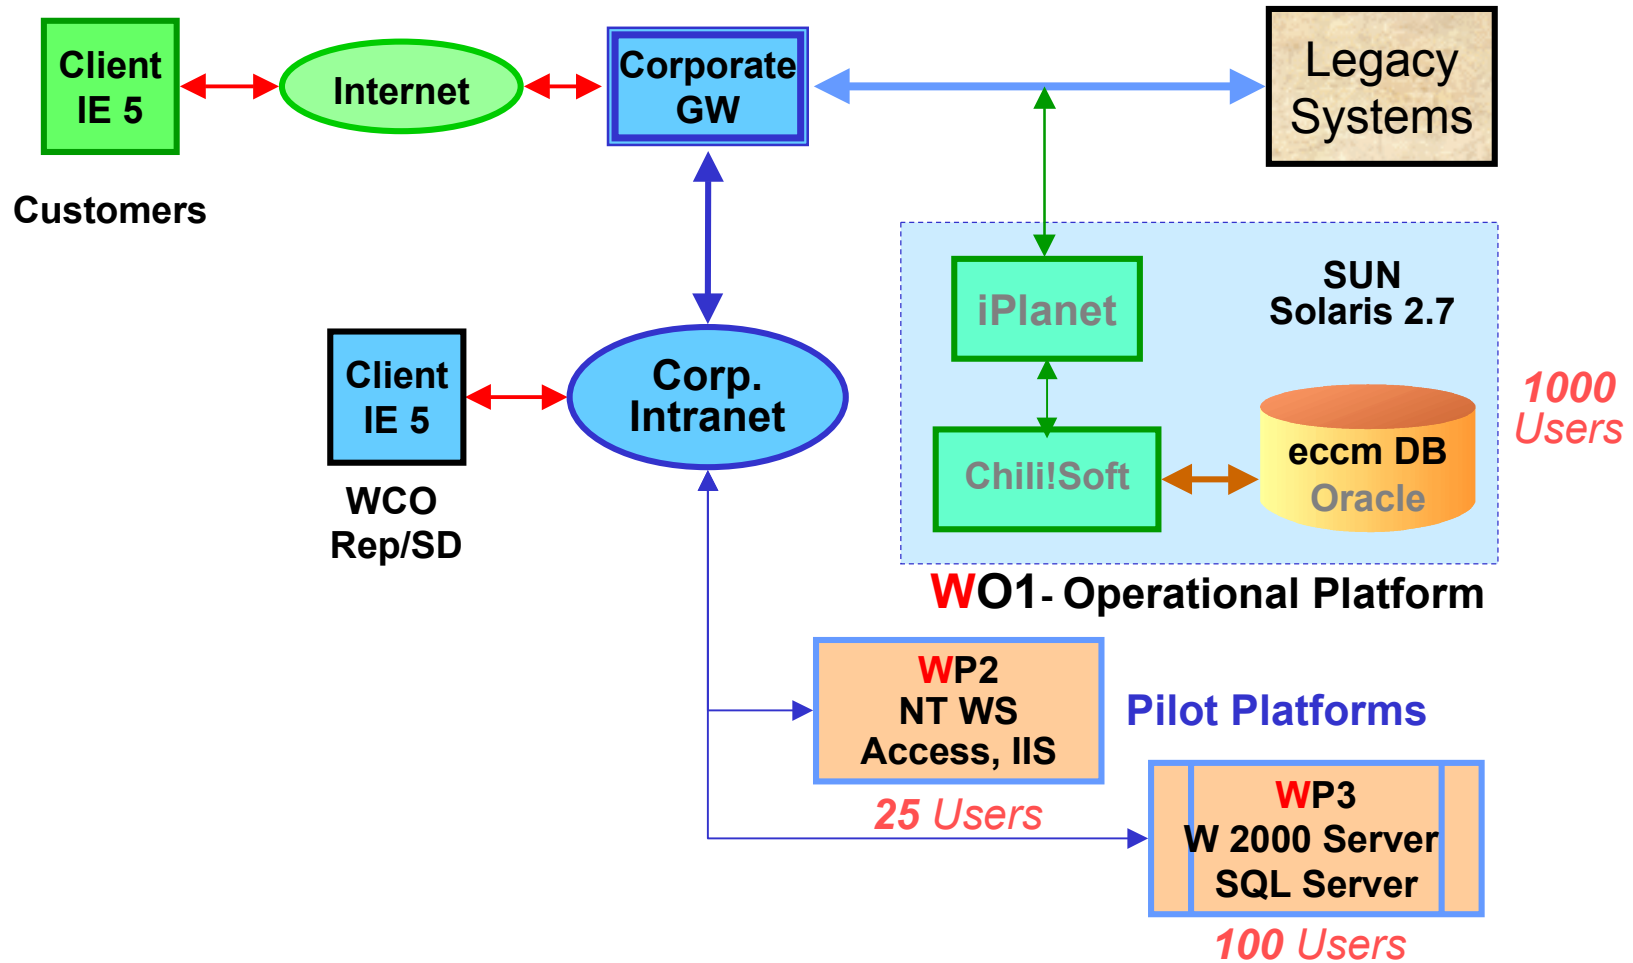 Client
IE 5
Internet
Corporate
GW
Legacy
Systems
Customers
SUN
Solaris 2.7
iPlanet
Client
IE 5
Corp.
Intranet
1000
Users
Chili!Soft
eccm DB
Oracle
WCO
Rep/SD
WO1- Operational Platform
WP2
NT WS
Access, IIS
Pilot Platforms
25 Users
WP3
W 2000 Server
SQL Server
100 Users